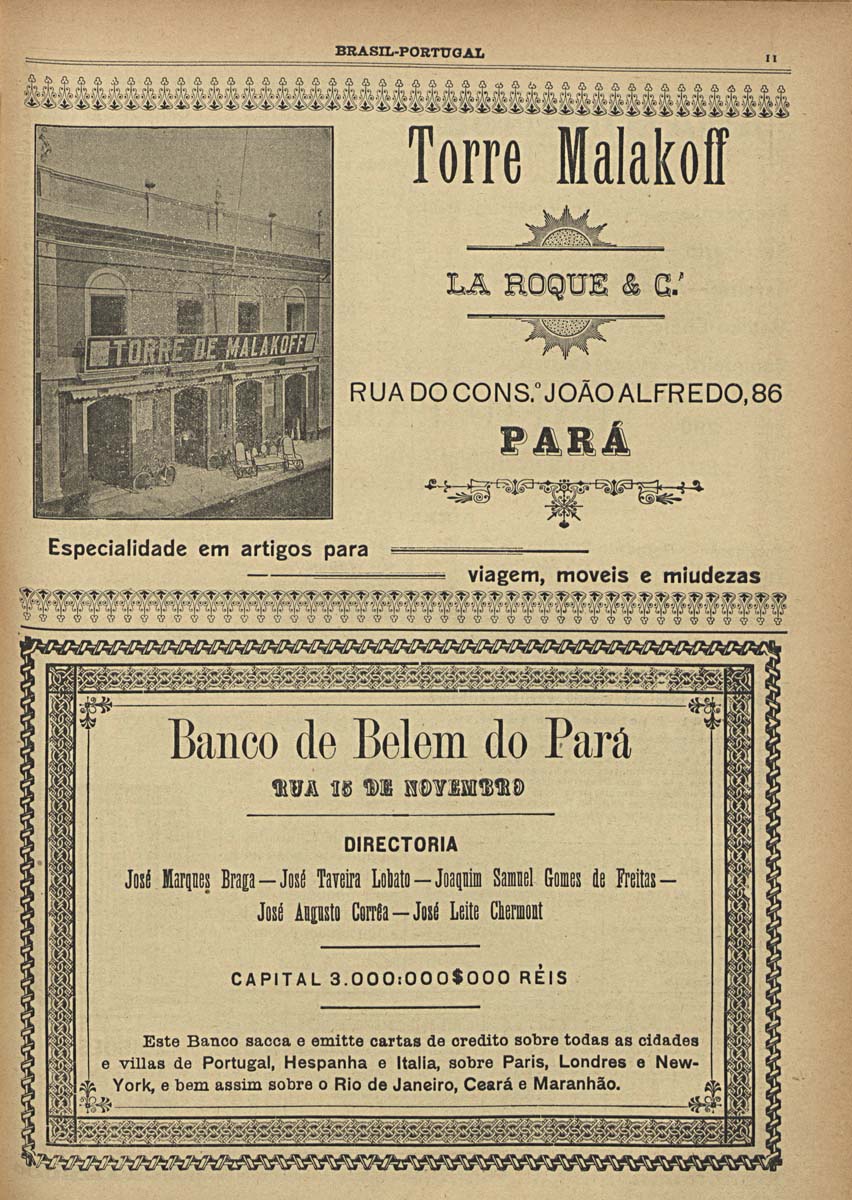 BRASIL-PORTUGAL
11
Torre Malakoff
LA ROQUE & C.ª
RUA DO CONS.º JOÃO ALFREDO, 86
PARÁ
TORRE DE MALAKOFF
Especialidade em artigos para
viagem, moveis e miudezas
Banco de Belem do Pará
RUA 15 DE NOVEMBRO
DIRECTORIA
José Marques Braga — José Taveira Lobato — Joaquim Samuel Gomes de Freitas —
José Augusto Corrêa — José Leite Chermont
CAPITAL 3.000:000$000 RÉIS
Este Banco sacca e emitte cartas de credito sobre todas as cidades
e villas de Portugal, Hespanha e Italia, sobre Paris, Londres e New-
York, e bem assim sobre o Rio de Janeiro, Ceará e Maranhão.